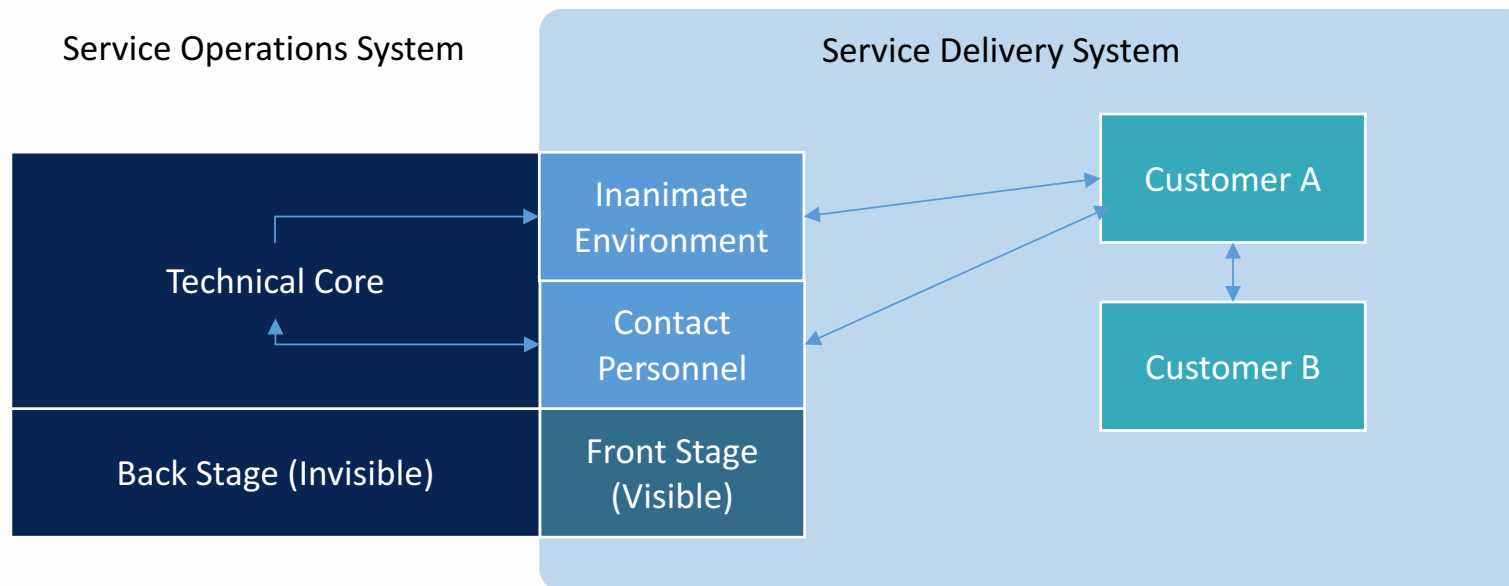 Service Operations System
Service Delivery System
Inanimate
Environment
Customer A
Technical Core
Contact
Personnel
Customer B
Back Stage (Invisible)
Front Stage
(Visible)